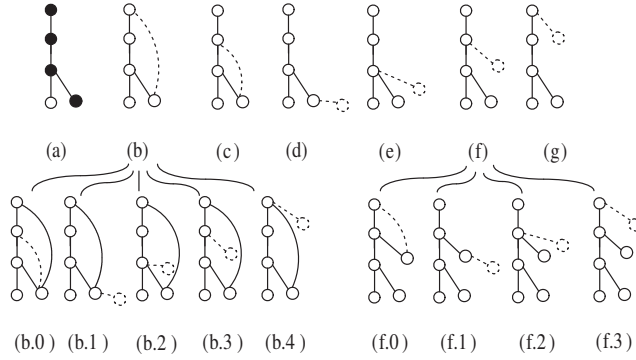 (a) (b) (c) (d) (e) (f) (g)
(b.0) (b.1) (b.2) (b.3) (b.4) (f.0) (f.1) (f.2) (f.3)